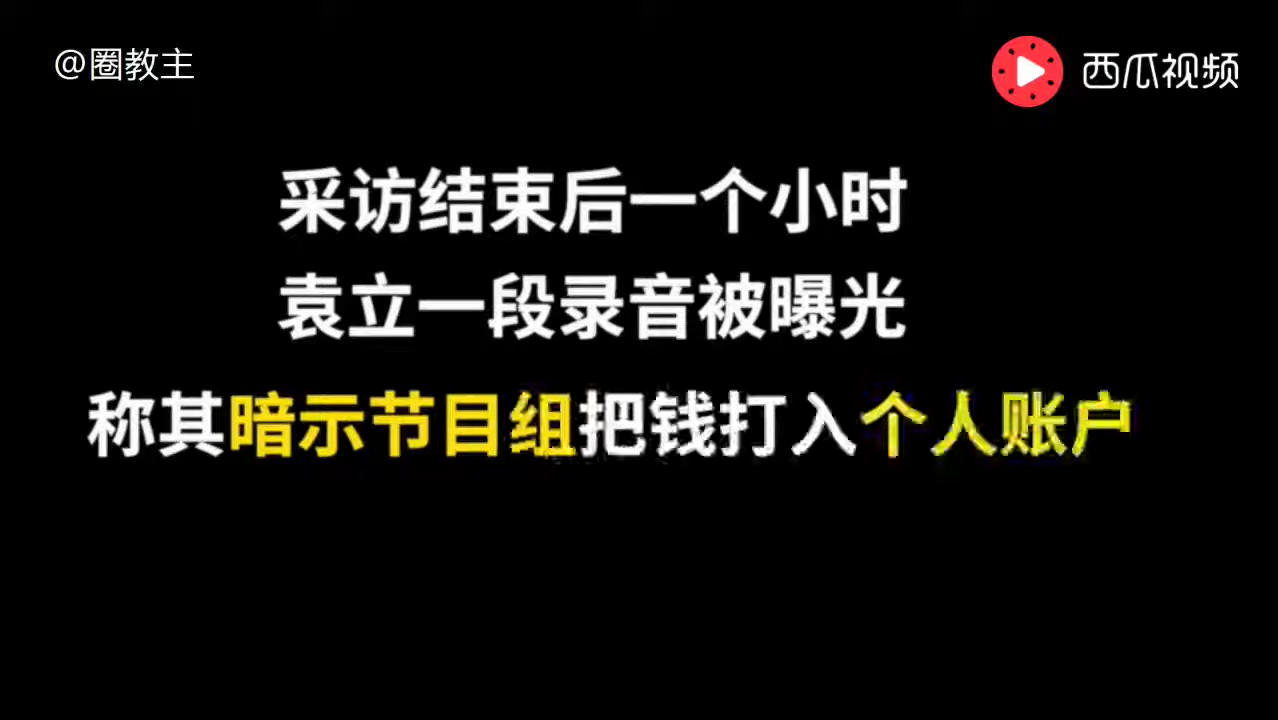 @圈教主
西瓜视频
采访结束后一个小时
袁立一段录音被曝光
称其暗示节目组把钱打入个人账户